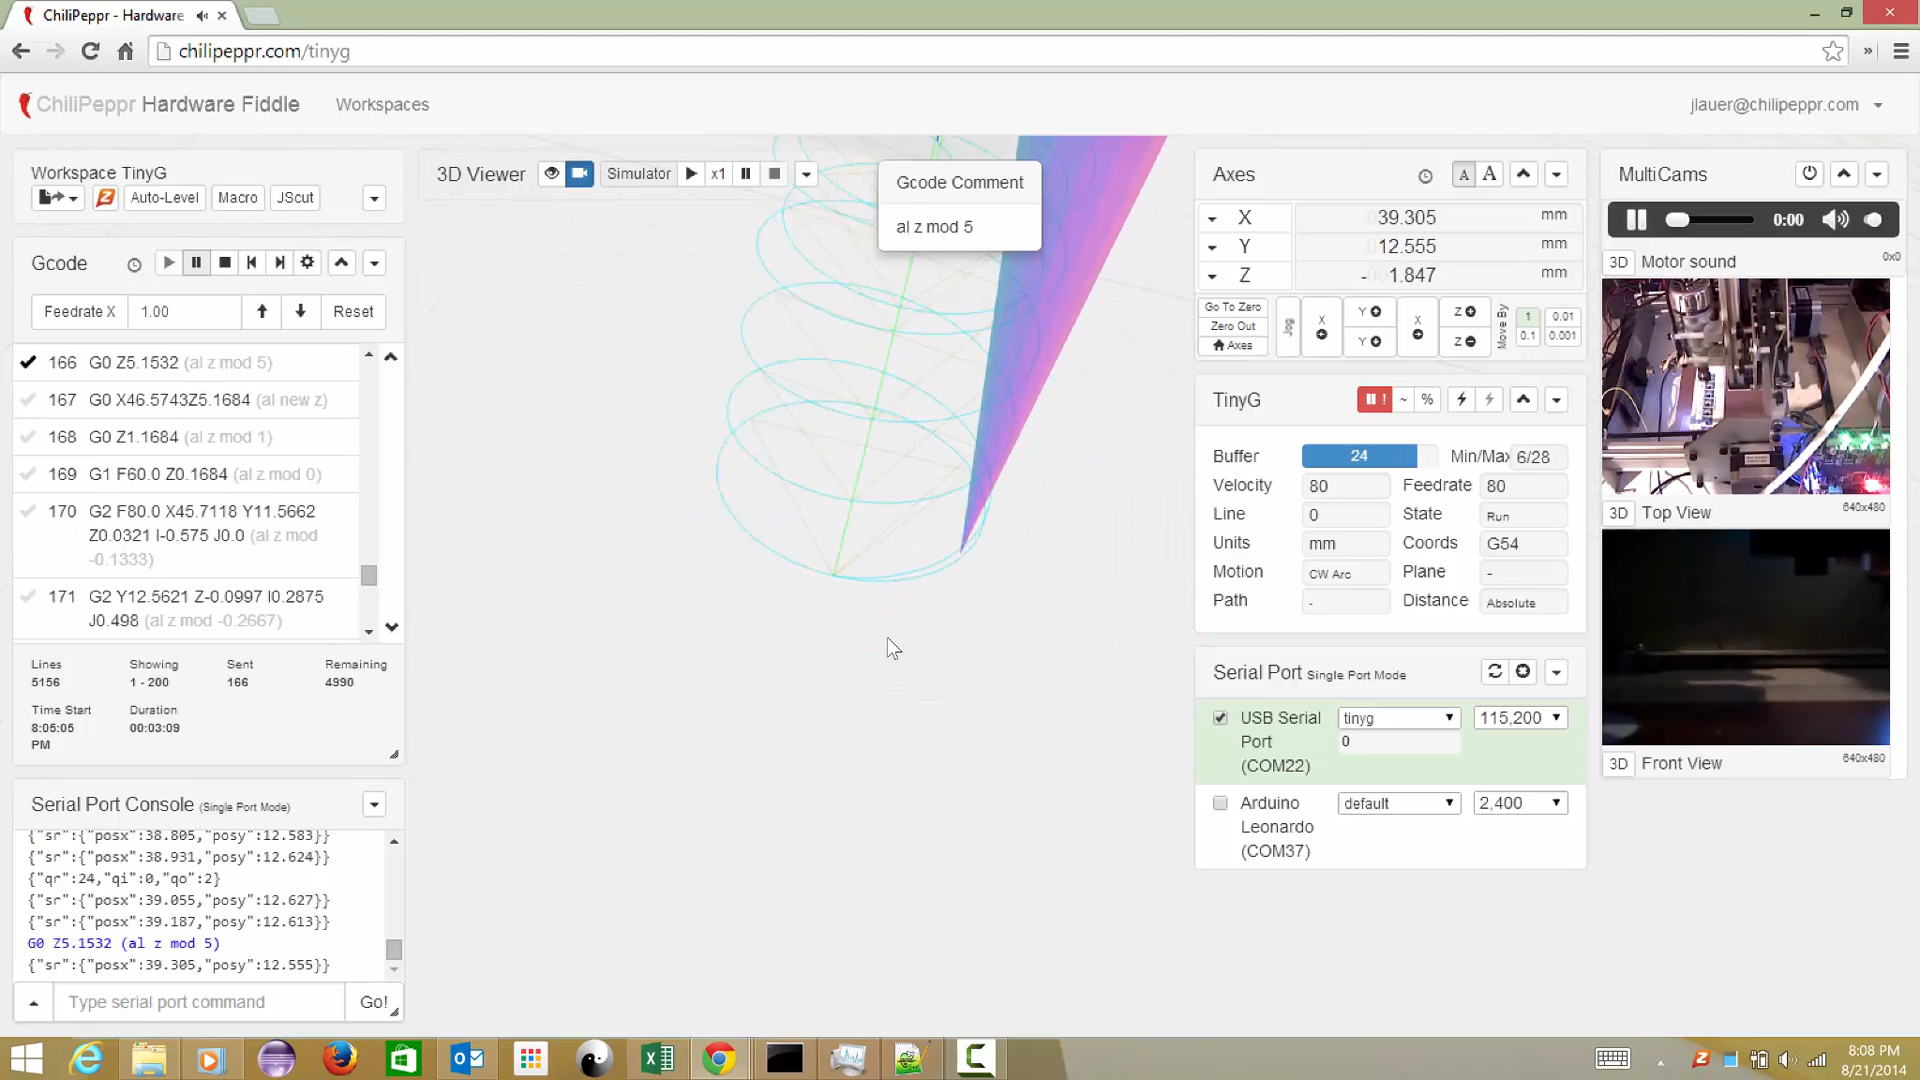 ChiliPeppr - Hardware
chilipeppr.com/tinyg
ChiliPeppr Hardware Fiddle
Workspaces
jlauer@chilipeppr.com
Workspace TinyG
Auto-Level
Macro
JScut
Gcode
Feedrate X
1.00
Reset
166 G0 Z5.1532 (al z mod 5)
167 G0 X46.5743Z5.1684 (al new z)
168 G0 Z1.1684 (al z mod 1)
169 G1 F60.0 Z0.1684 (al z mod 0)
170 G2 F80.0 X45.7118 Y11.5662
Z0.0321 I-0.575 J0.0 (al z mod
-0.1333)
171 G2 Y12.5621 Z-0.0997 I0.2875
J0.498 (al z mod -0.2667)
Lines Showing Sent Remaining
5156 1 - 200 166 4990
Time Start Duration
8:05:05 00:03:09
PM
Serial Port Console (Single Port Mode)
{"sr":{"posx":38.805,"posy":12.583}}
{"sr":{"posx":38.931,"posy":12.624}}
{"qr":24,"qi":0,"qo":2}
{"sr":{"posx":39.055,"posy":12.627}}
{"sr":{"posx":39.187,"posy":12.613}}
G0 Z5.1532 (al z mod 5)
{"sr":{"posx":39.305,"posy":12.555}}
Type serial port command
Go!
3D Viewer
Simulator
x1
Gcode Comment
al z mod 5
Axes
A A
X 39.305 mm
Y 12.555 mm
Z - 1.847 mm
Go To Zero
Zero Out
Axes
Jog
X
Y
Y
X
Z
Z
Move By
1 0.01
0.1 0.001
TinyG
! ~ %
Buffer 24 Min/Max 6/28
Velocity 80 Feedrate 80
Line 0 State Run
Units mm Coords G54
Motion CW Arc Plane -
Path - Distance Absolute
Serial Port Single Port Mode
USB Serial tinyg 115,200
Port 0
(COM22)
Arduino default 2,400
Leonardo
(COM37)
MultiCams
0:00
3D Motor sound 0x0
3D Top View 640x480
3D Front View 640x480
8:08 PM
8/21/2014